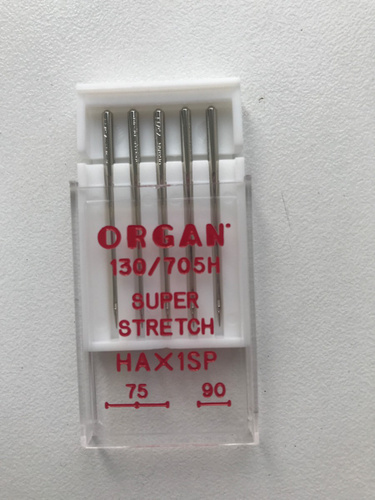 ORGAN
130/705H
SUPER
STRETCH
HAX1SP
75 90